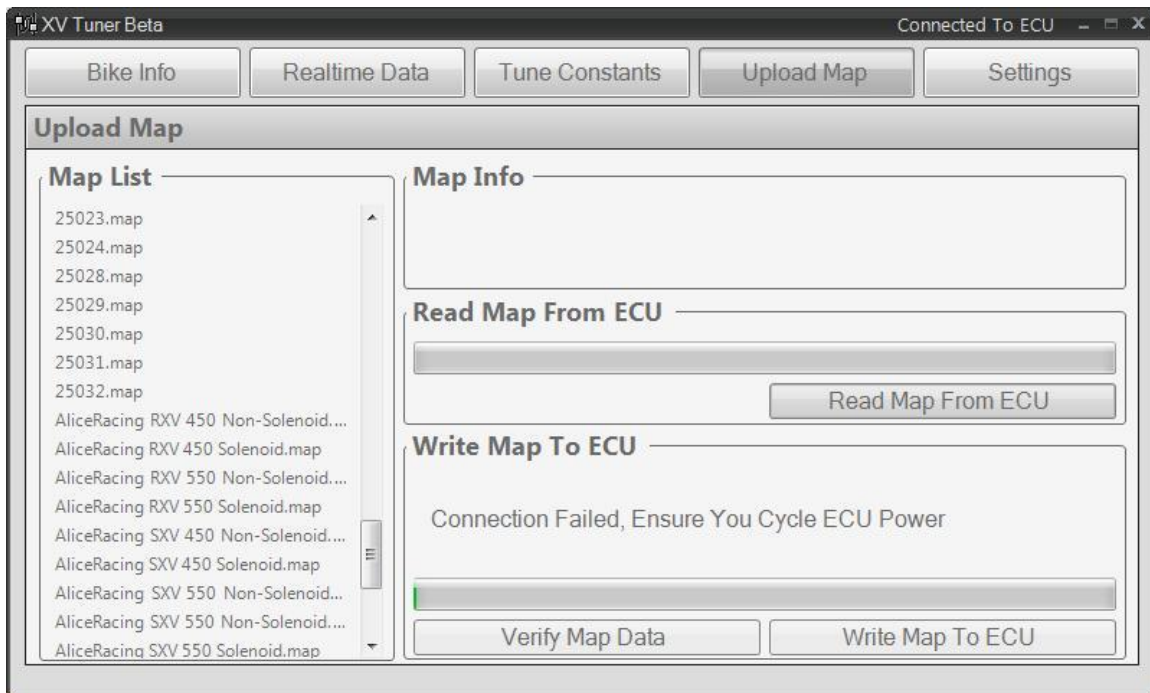 XV Tuner Beta
Connected To ECU
Bike Info
Realtime Data
Tune Constants
Upload Map
Settings
Upload Map
Map List
25023.map
25024.map
25028.map
25029.map
25030.map
25031.map
25032.map
AliceRacing RXV 450 Non-Solenoid....
AliceRacing RXV 450 Solenoid.map
AliceRacing RXV 550 Non-Solenoid....
AliceRacing RXV 550 Solenoid.map
AliceRacing SXV 450 Non-Solenoid....
AliceRacing SXV 450 Solenoid.map
AliceRacing SXV 550 Non-Solenoid...
AliceRacing SXV 550 Non-Solenoid....
AliceRacing SXV 550 Solenoid.map
Map Info
Read Map From ECU
Read Map From ECU
Write Map To ECU
Connection Failed, Ensure You Cycle ECU Power
Verify Map Data
Write Map To ECU